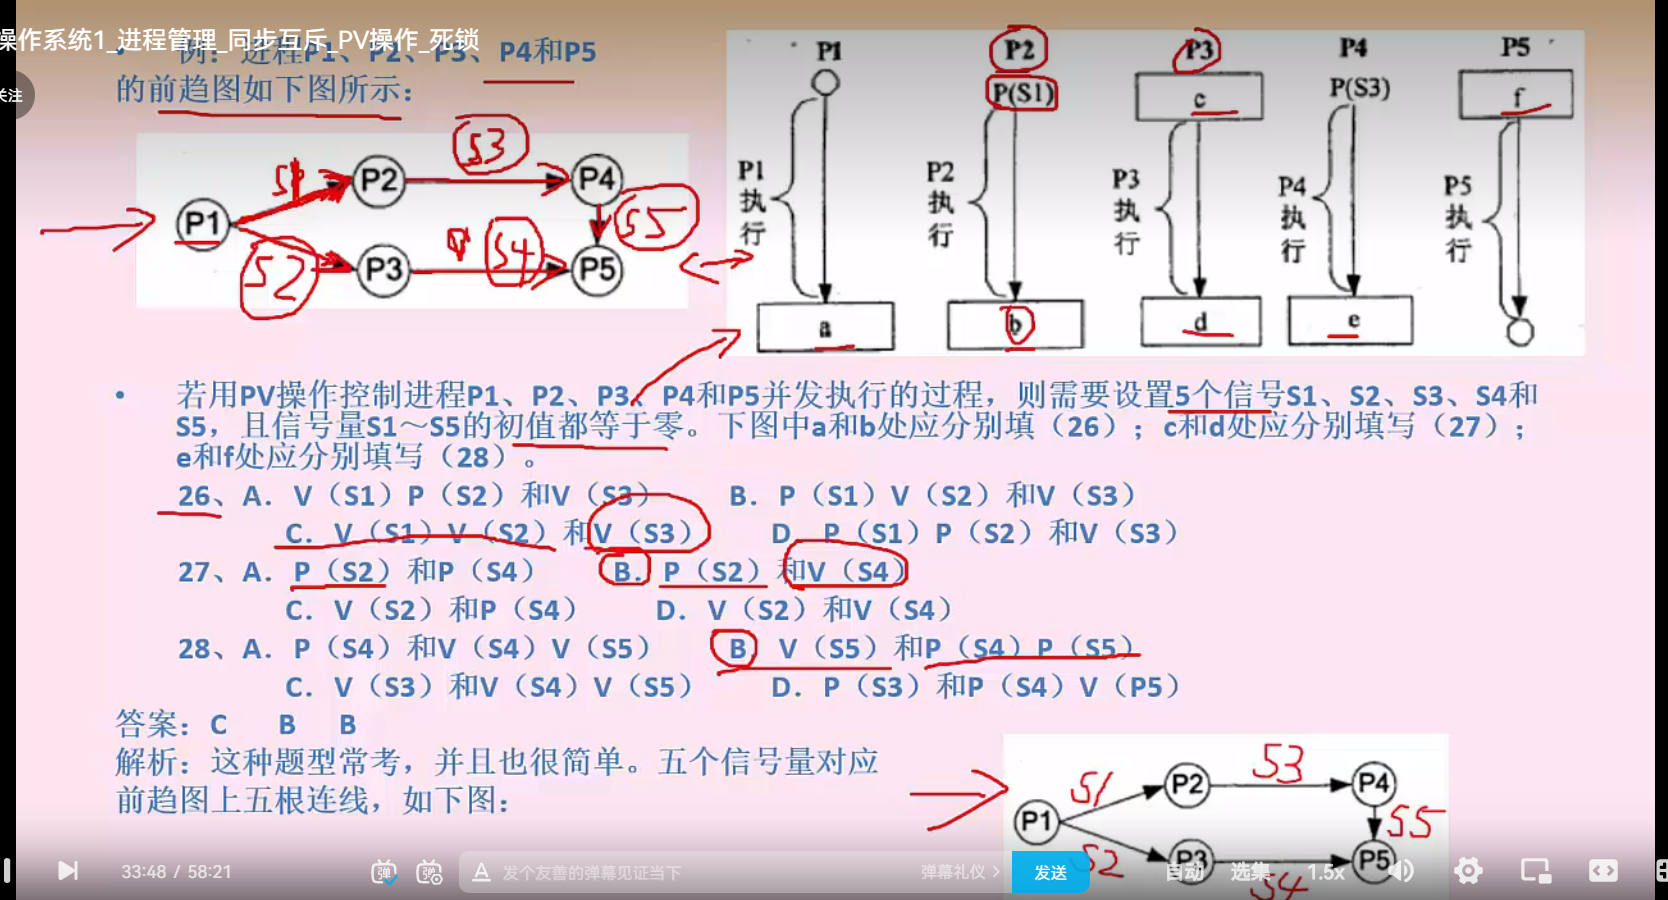 操作系统1_进程管理_同步互斥_PV操作_死锁
• 例：进程P1、P2、P3、P4和P5
的前趋图如下图所示：
关注
P1
P2
P3
P4
P5
S1
S2
S3
S4
S5
P1 P2 P3 P4 P5
P(S1) c P(S3) f
P1执行
P2执行
P3执行
P4执行
P5执行
a b d e
• 若用PV操作控制进程P1、P2、P3、P4和P5并发执行的过程，则需要设置5个信号S1、S2、S3、S4和
S5，且信号量S1～S5的初值都等于零。下图中a和b处应分别填（26）；c和d处应分别填写（27）；
e和f处应分别填写（28）。
26、A. V（S1）P（S2）和V（S3） B. P（S1）V（S2）和V（S3）
C. V（S1）V（S2）和V（S3） D. P（S1）P（S2）和V（S3）
27、A. P（S2）和P（S4） B. P（S2）和V（S4）
C. V（S2）和P（S4） D. V（S2）和V（S4）
28、A. P（S4）和V（S4）V（S5） B. V（S5）和P（S4）P（S5）
C. V（S3）和V（S4）V（S5） D. P（S3）和P（S4）V（P5）
答案：C B B
解析：这种题型常考，并且也很简单。五个信号量对应
前趋图上五根连线，如下图：
P1
P2
P3
P4
P5
S1
S2
S3
S4
S5
33:48 / 58:21
弹
弹
A 发个友善的弹幕见证当下
弹幕礼仪 >
发送
自动
选集
1.5x